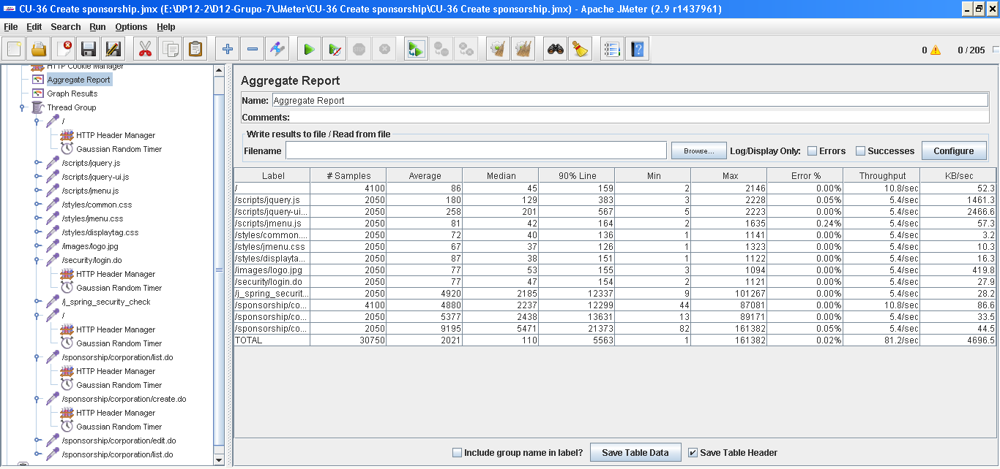 CU-36 Create sponsorship.jmx (E:\DP12-2\D12-Grupo-7\JMeter\CU-36 Create sponsorship\CU-36 Create sponsorship.jmx) - Apache JMeter (2.9 r1437961)
File Edit Search Run Options Help
0 0 / 205
HTTP Cookie Manager
Aggregate Report
Graph Results
Thread Group
/
HTTP Header Manager
Gaussian Random Timer
/scripts/jquery.js
/scripts/jquery-ui.js
/scripts/jmenu.js
/styles/common.css
/styles/jmenu.css
/styles/displaytag.css
/images/logo.jpg
/security/login.do
HTTP Header Manager
Gaussian Random Timer
/j_spring_security_check
/
HTTP Header Manager
Gaussian Random Timer
/sponsorship/corporation/list.do
HTTP Header Manager
Gaussian Random Timer
/sponsorship/corporation/create.do
HTTP Header Manager
Gaussian Random Timer
/sponsorship/corporation/edit.do
/sponsorship/corporation/list.do
Aggregate Report
Name: Aggregate Report
Comments:
Write results to file / Read from file
Filename Browse... Log/Display Only: Errors Successes Configure
Label # Samples Average Median 90% Line Min Max Error % Throughput KB/sec
/ 4100 86 45 159 2 2146 0.00% 10.8/sec 52.3
/scripts/jquery.js 2050 180 129 383 3 2228 0.05% 5.4/sec 1461.3
/scripts/jquery-ui... 2050 258 201 567 5 2223 0.00% 5.4/sec 2466.6
/scripts/jmenu.js 2050 81 42 164 2 1635 0.24% 5.4/sec 57.3
/styles/common.... 2050 72 40 136 1 1141 0.00% 5.4/sec 3.2
/styles/jmenu.css 2050 67 37 126 1 1323 0.00% 5.4/sec 10.3
/styles/displayta... 2050 87 38 151 1 1122 0.00% 5.4/sec 16.3
/images/logo.jpg 2050 77 53 155 3 1094 0.00% 5.4/sec 419.8
/security/login.do 2050 77 47 154 2 1121 0.00% 5.4/sec 27.9
/j_spring_securit... 2050 4920 2185 12337 9 101267 0.00% 5.4/sec 28.2
/sponsorship/co... 4100 4880 2237 12299 44 87081 0.00% 10.8/sec 86.6
/sponsorship/co... 2050 5377 2438 13631 13 89171 0.00% 5.4/sec 33.5
/sponsorship/co... 2050 9195 5471 21373 82 161382 0.05% 5.4/sec 44.5
TOTAL 30750 2021 110 5563 1 161382 0.02% 81.2/sec 4696.5
Include group name in label? Save Table Data Save Table Header